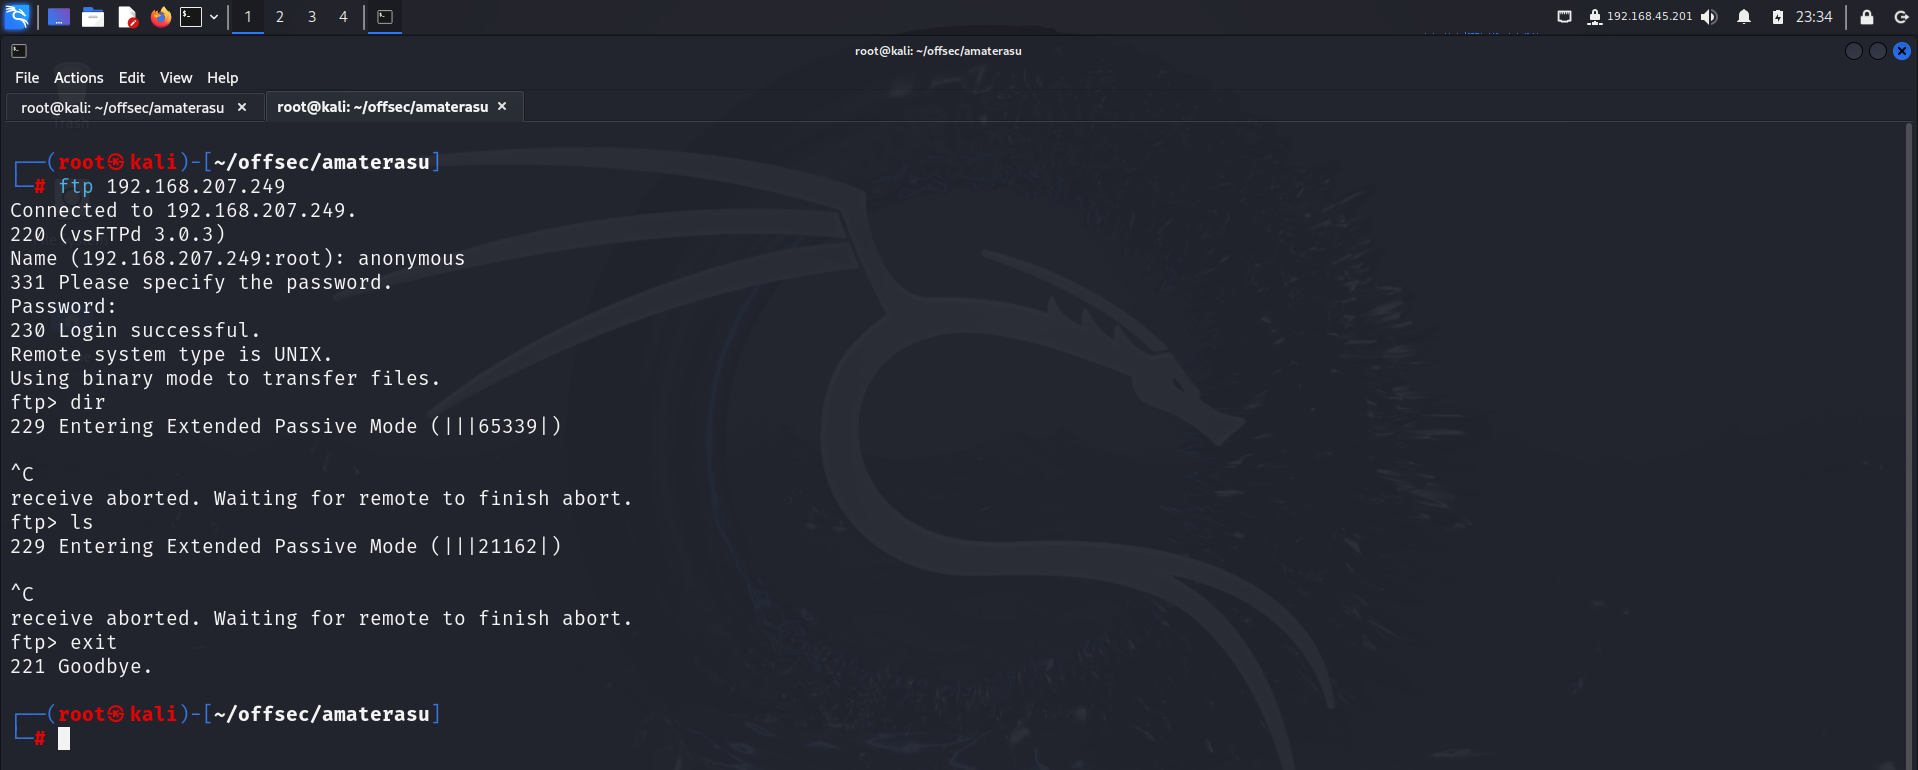 1 2 3 4
192.168.45.201
23:34
root@kali: ~/offsec/amaterasu
File Actions Edit View Help
root@kali: ~/offsec/amaterasu × root@kali: ~/offsec/amaterasu ×
Trash
┌──(root㉿kali)-[~/offsec/amaterasu]
└─# ftp 192.168.207.249
Connected to 192.168.207.249.
220 (vsFTPd 3.0.3)
Name (192.168.207.249:root): anonymous
331 Please specify the password.
Password:
230 Login successful.
Remote system type is UNIX.
Using binary mode to transfer files.
ftp> dir
229 Entering Extended Passive Mode (|||65339|)
^C
receive aborted. Waiting for remote to finish abort.
ftp> ls
229 Entering Extended Passive Mode (|||21162|)
^C
receive aborted. Waiting for remote to finish abort.
ftp> exit
221 Goodbye.
┌──(root㉿kali)-[~/offsec/amaterasu]
└─#